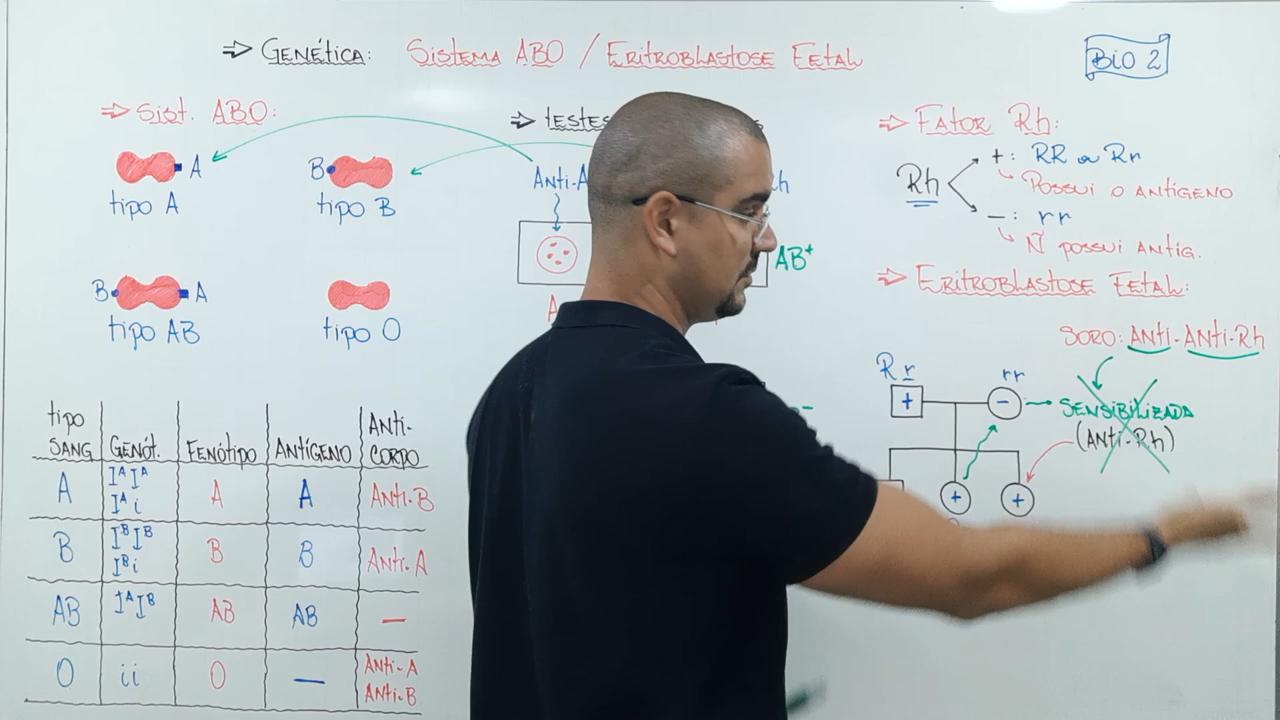 ⇒ GENÉTICA: SISTEMA ABO / ERITROBLASTOSE FETAL
BIO 2
⇒ SIST. ABO:
A
tipo A
B
tipo B
B A
tipo AB
tipo O
⇒ testes
Anti-A
AB⁺
tipo SANG
GENÓT.
FENÓTIPO
ANTÍGENO
ANTI-CORPO
A
IᴬIᴬ
Iᴬi
A
A
ANTI-B
B
IᴮIᴮ
Iᴮi
B
B
ANTI-A
AB
IᴬIᴮ
AB
AB
—
O
ii
O
—
ANTI-A
ANTI-B
⇒ FATOR Rh:
Rh
+: RR ou Rr
POSSUI O ANTÍGENO
−: rr
Ñ POSSUI ANTIG.
⇒ ERITROBLASTOSE FETAL:
SORO: ANTI-ANTI-Rh
Rr
rr
+
−
SENSIBILIZADA
(ANTI-Rh)
+
+